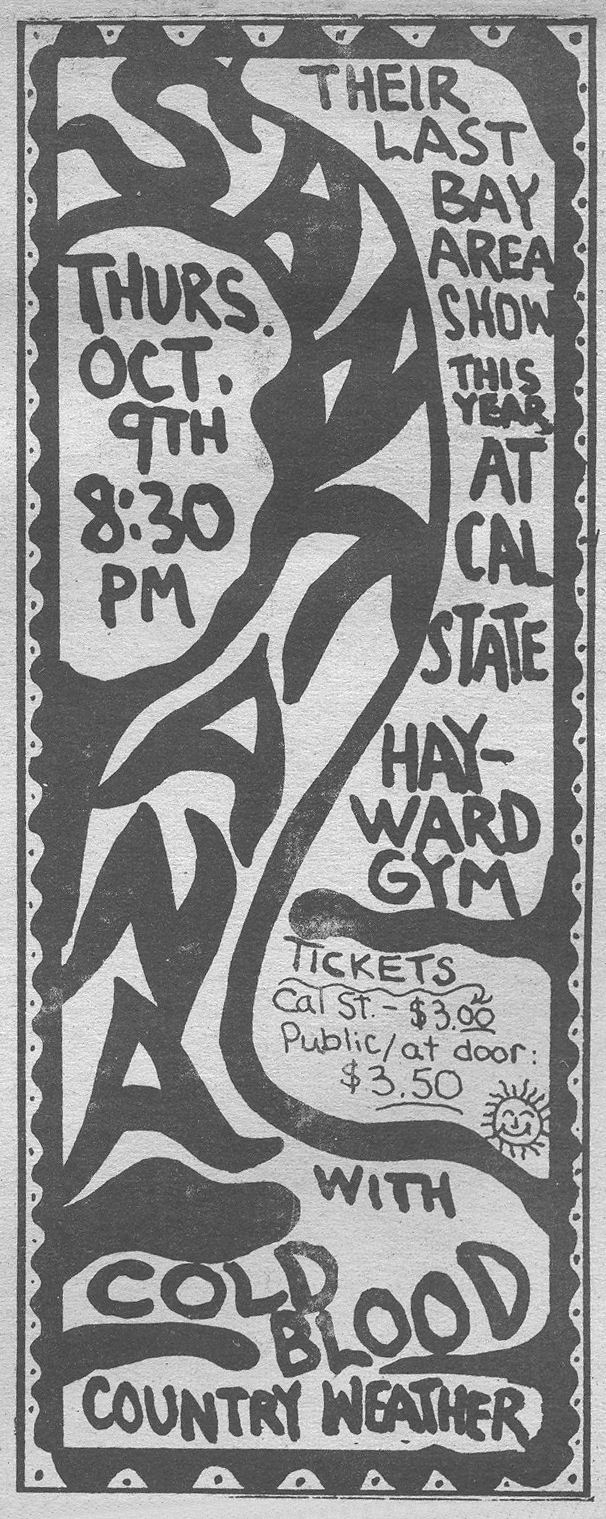 SANTANA
THEIR
LAST
BAY
AREA
SHOW
THIS
YEAR
AT
CAL
STATE
HAY-
WARD
GYM
THURS.
OCT.
9TH
8:30
PM
TICKETS
Cal St. - $3.00
Public/at door:
$3.50
WITH
COLD
BLOOD
COUNTRY WEATHER